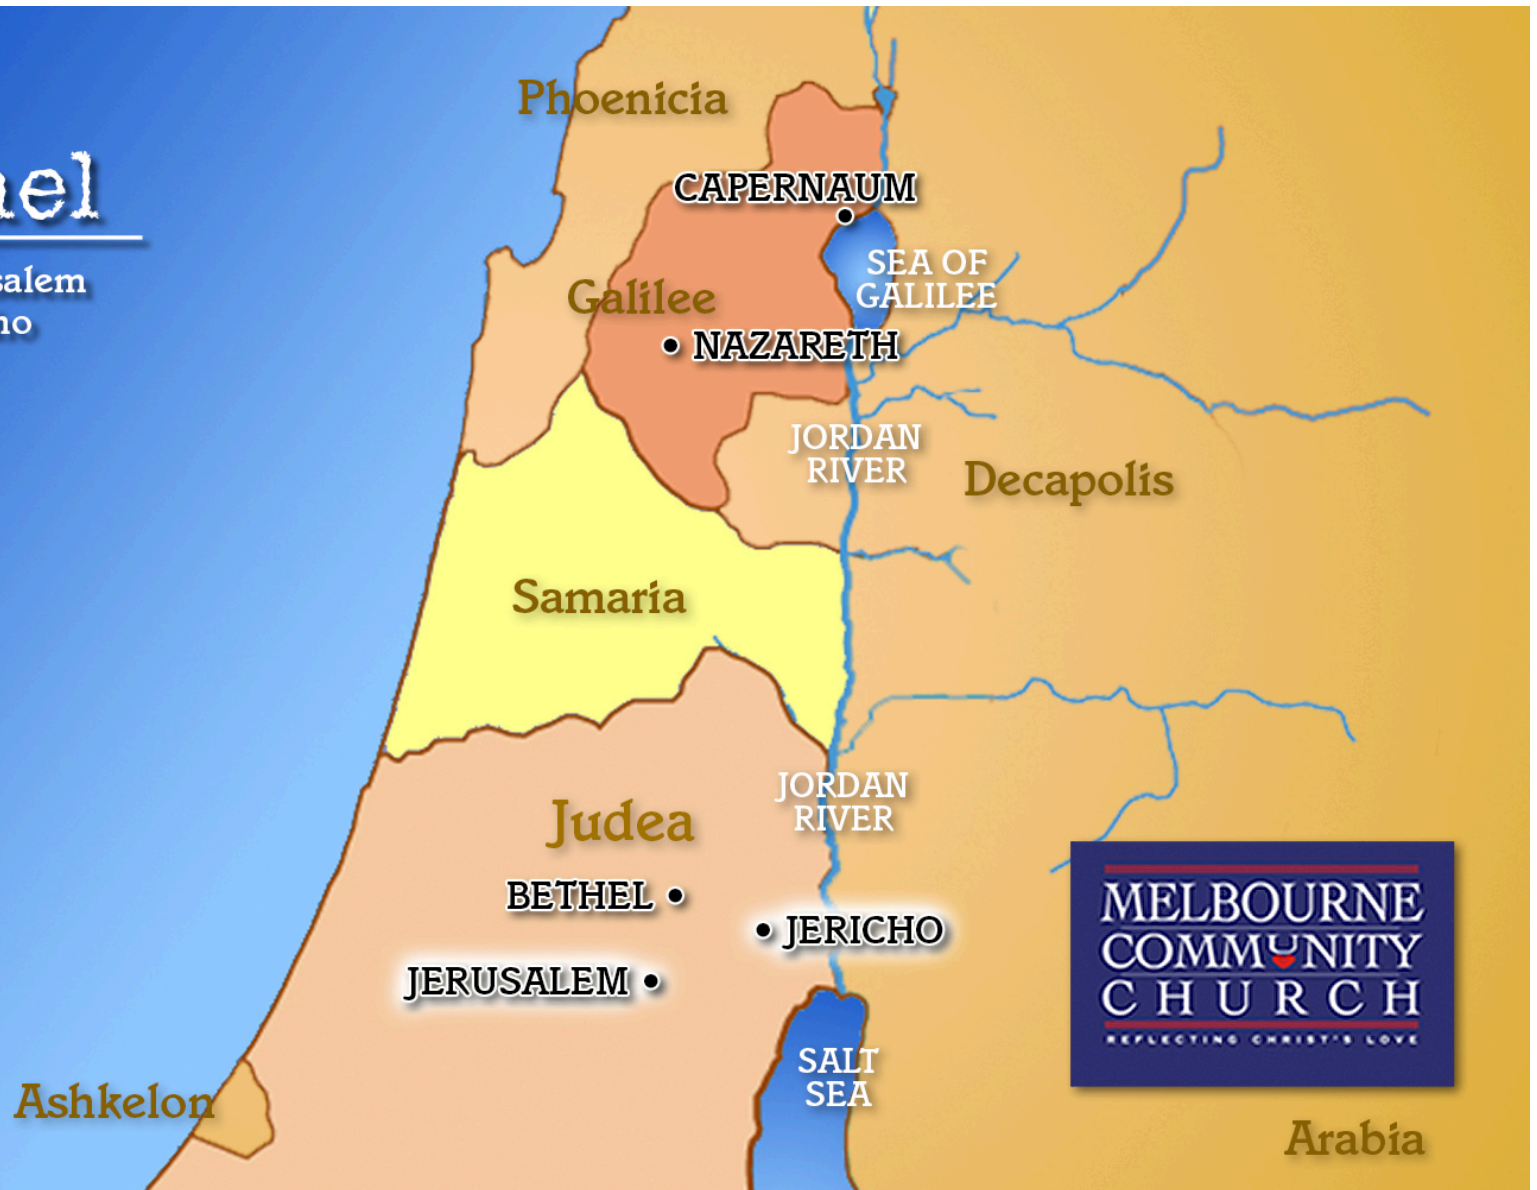 Phoenicia
CAPERNAUM
SEA OF
GALILEE
Galilee
NAZARETH
JORDAN
RIVER
Decapolis
Samaria
JORDAN
RIVER
Judea
BETHEL
JERICHO
JERUSALEM
SALT
SEA
Ashkelon
Arabia
MELBOURNE
COMMUNITY
CHURCH
REFLECTING CHRIST'S LOVE